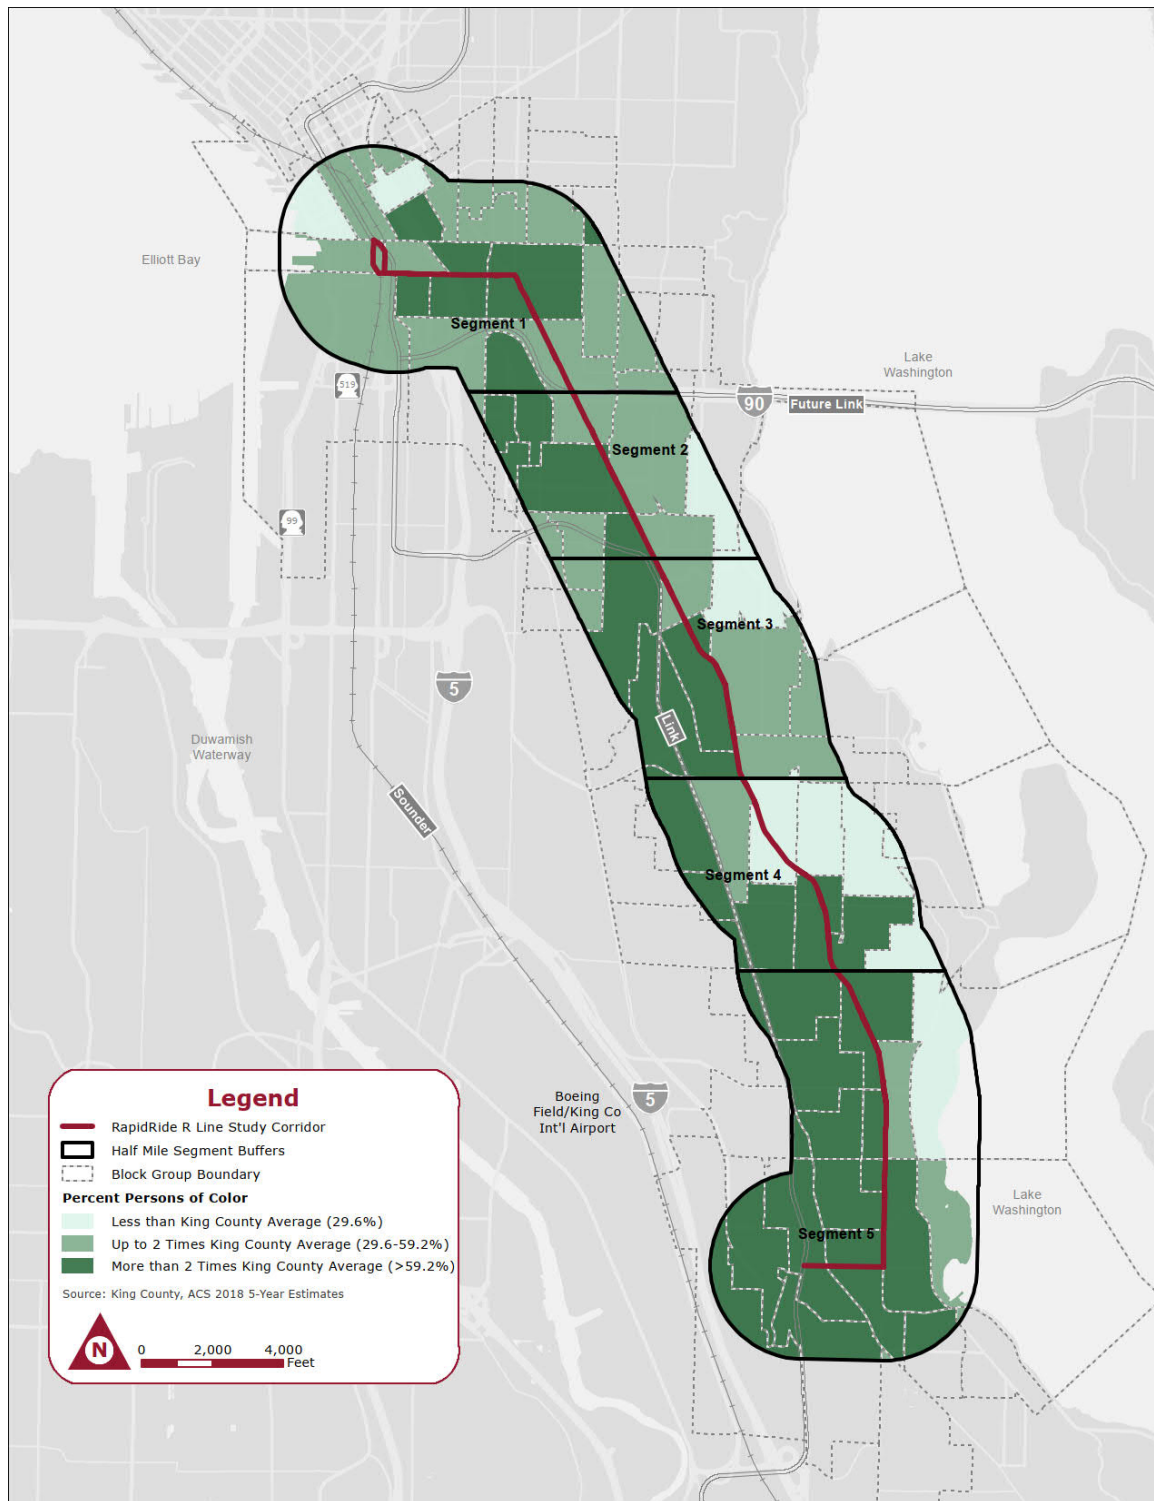 Elliott Bay
Segment 1
Lake
Washington
519
90
Future Link
Segment 2
99
Segment 3
5
Link
Duwamish
Waterway
Sounder
Segment 4
Boeing
Field/King Co
Int'l Airport
5
Lake
Washington
Segment 5
Legend
RapidRide R Line Study Corridor
Half Mile Segment Buffers
Block Group Boundary
Percent Persons of Color
Less than King County Average (29.6%)
Up to 2 Times King County Average (29.6-59.2%)
More than 2 Times King County Average (>59.2%)
Source: King County, ACS 2018 5-Year Estimates
N
0 2,000 4,000
Feet